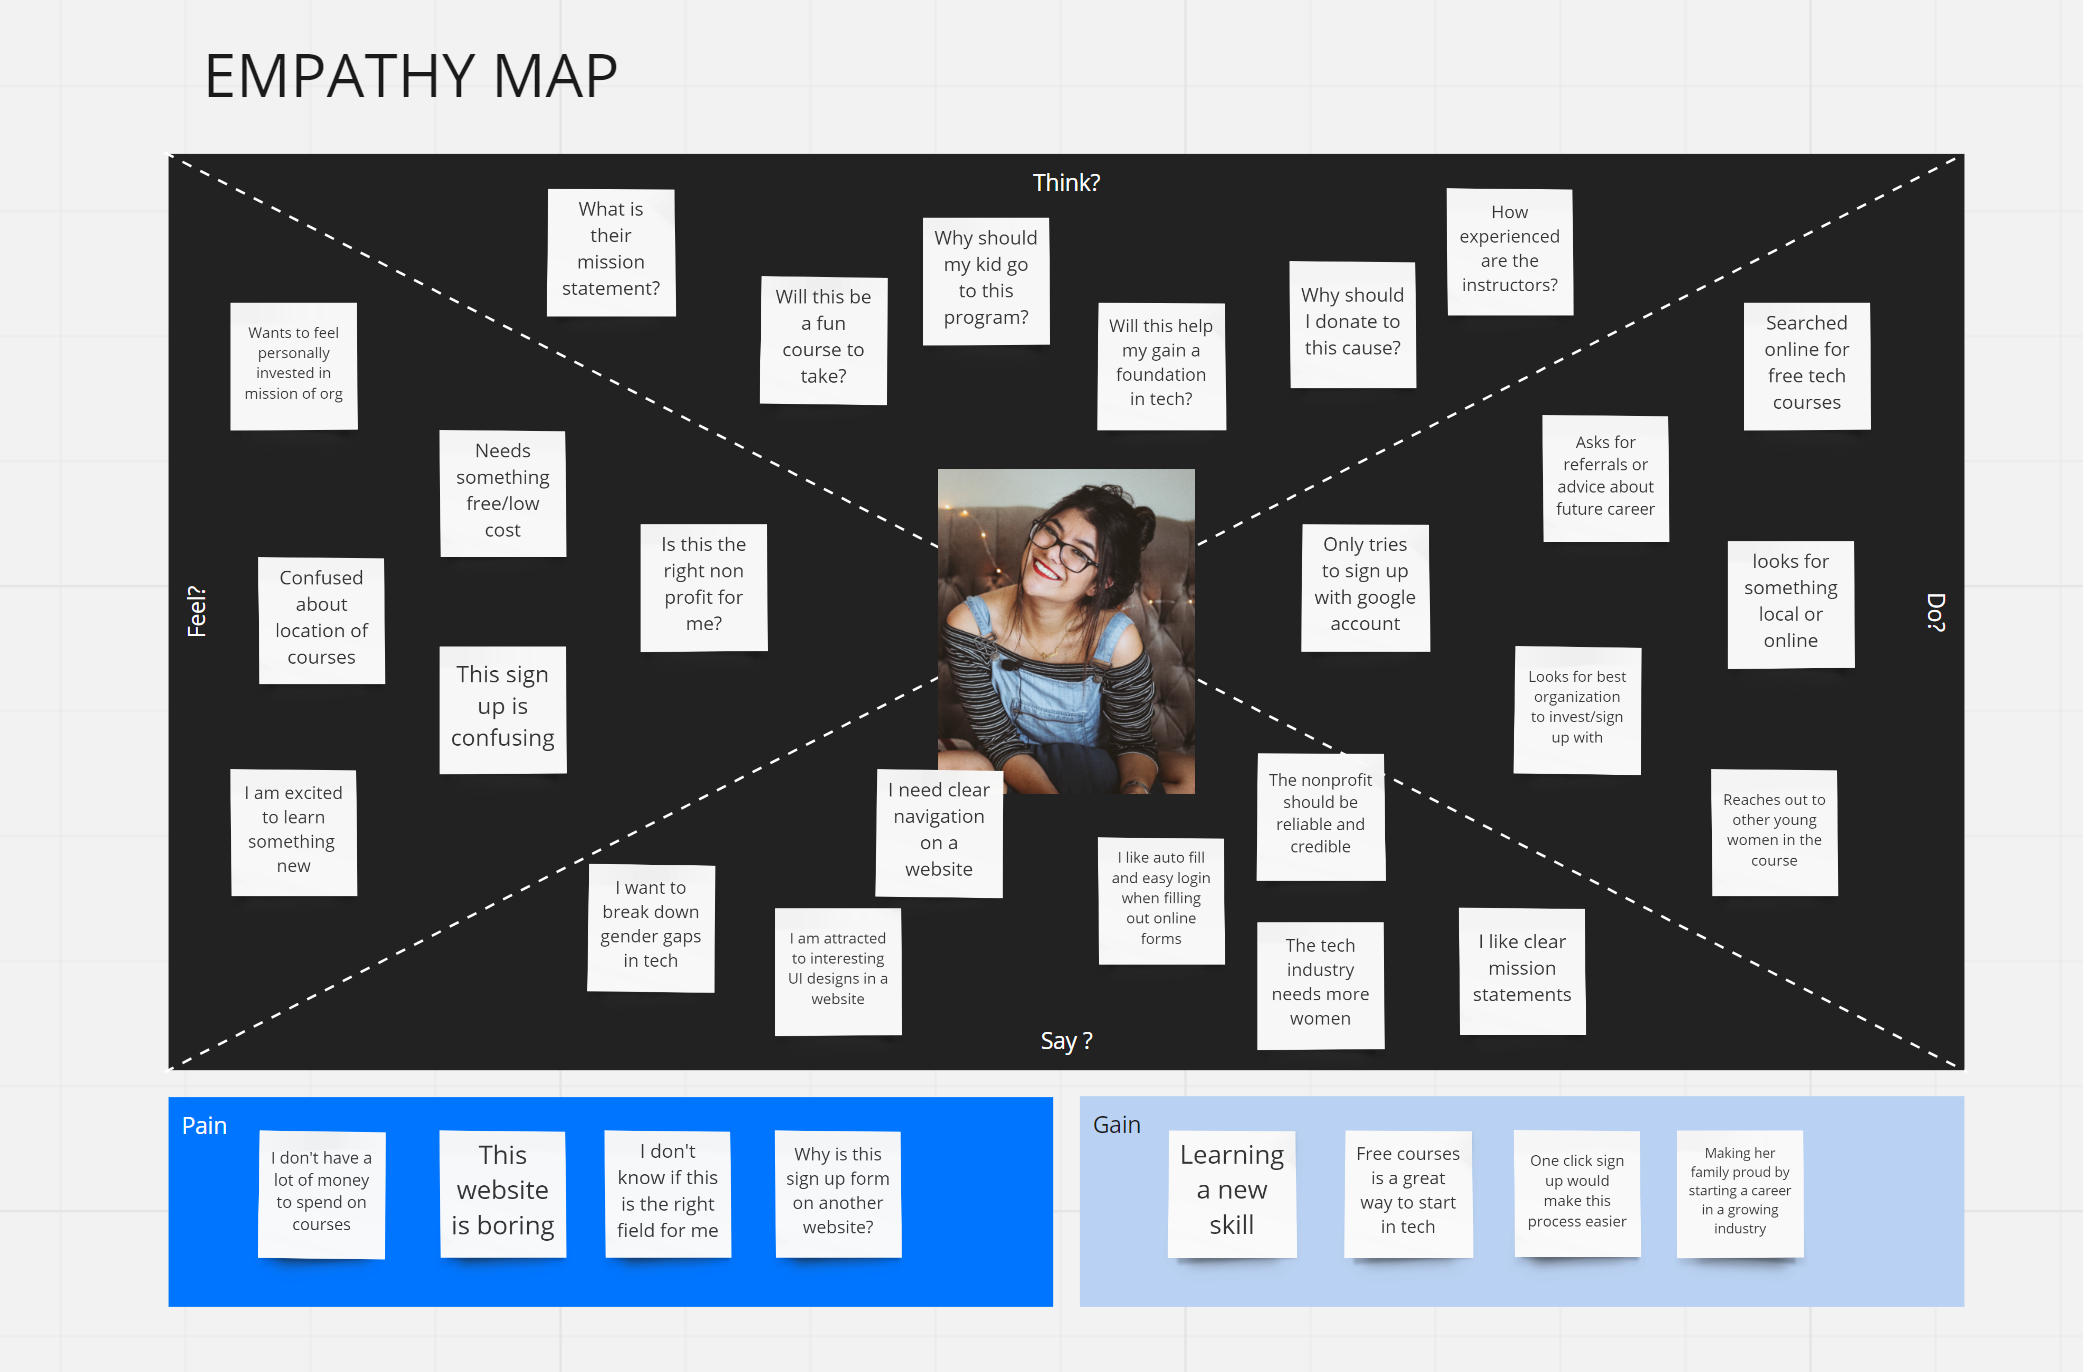 EMPATHY MAP
Think?
What is
their
mission
statement?
Will this be
a fun
course to
take?
Why should
my kid go
to this
program?
Will this help
my gain a
foundation
in tech?
Why should
I donate to
this cause?
How
experienced
are the
instructors?
Feel?
Wants to feel
personally
invested in
mission of org
Needs
something
free/low
cost
Is this the
right non
profit for
me?
Confused
about
location of
courses
This sign
up is
confusing
I am excited
to learn
something
new
Do?
Searched
online for
free tech
courses
Asks for
referrals or
advice about
future career
Only tries
to sign up
with google
account
looks for
something
local or
online
Looks for best
organization
to invest/sign
up with
Reaches out to
other young
women in the
course
I need clear
navigation
on a
website
The nonprofit
should be
reliable and
credible
I like auto fill
and easy login
when filling
out online
forms
I want to
break down
gender gaps
in tech
I am attracted
to interesting
UI designs in a
website
The tech
industry
needs more
women
I like clear
mission
statements
Say ?
Pain
I don't have a
lot of money
to spend on
courses
This
website
is boring
I don't
know if this
is the right
field for me
Why is this
sign up form
on another
website?
Gain
Learning
a new
skill
Free courses
is a great
way to start
in tech
One click sign
up would
make this
process easier
Making her
family proud by
starting a career
in a growing
industry